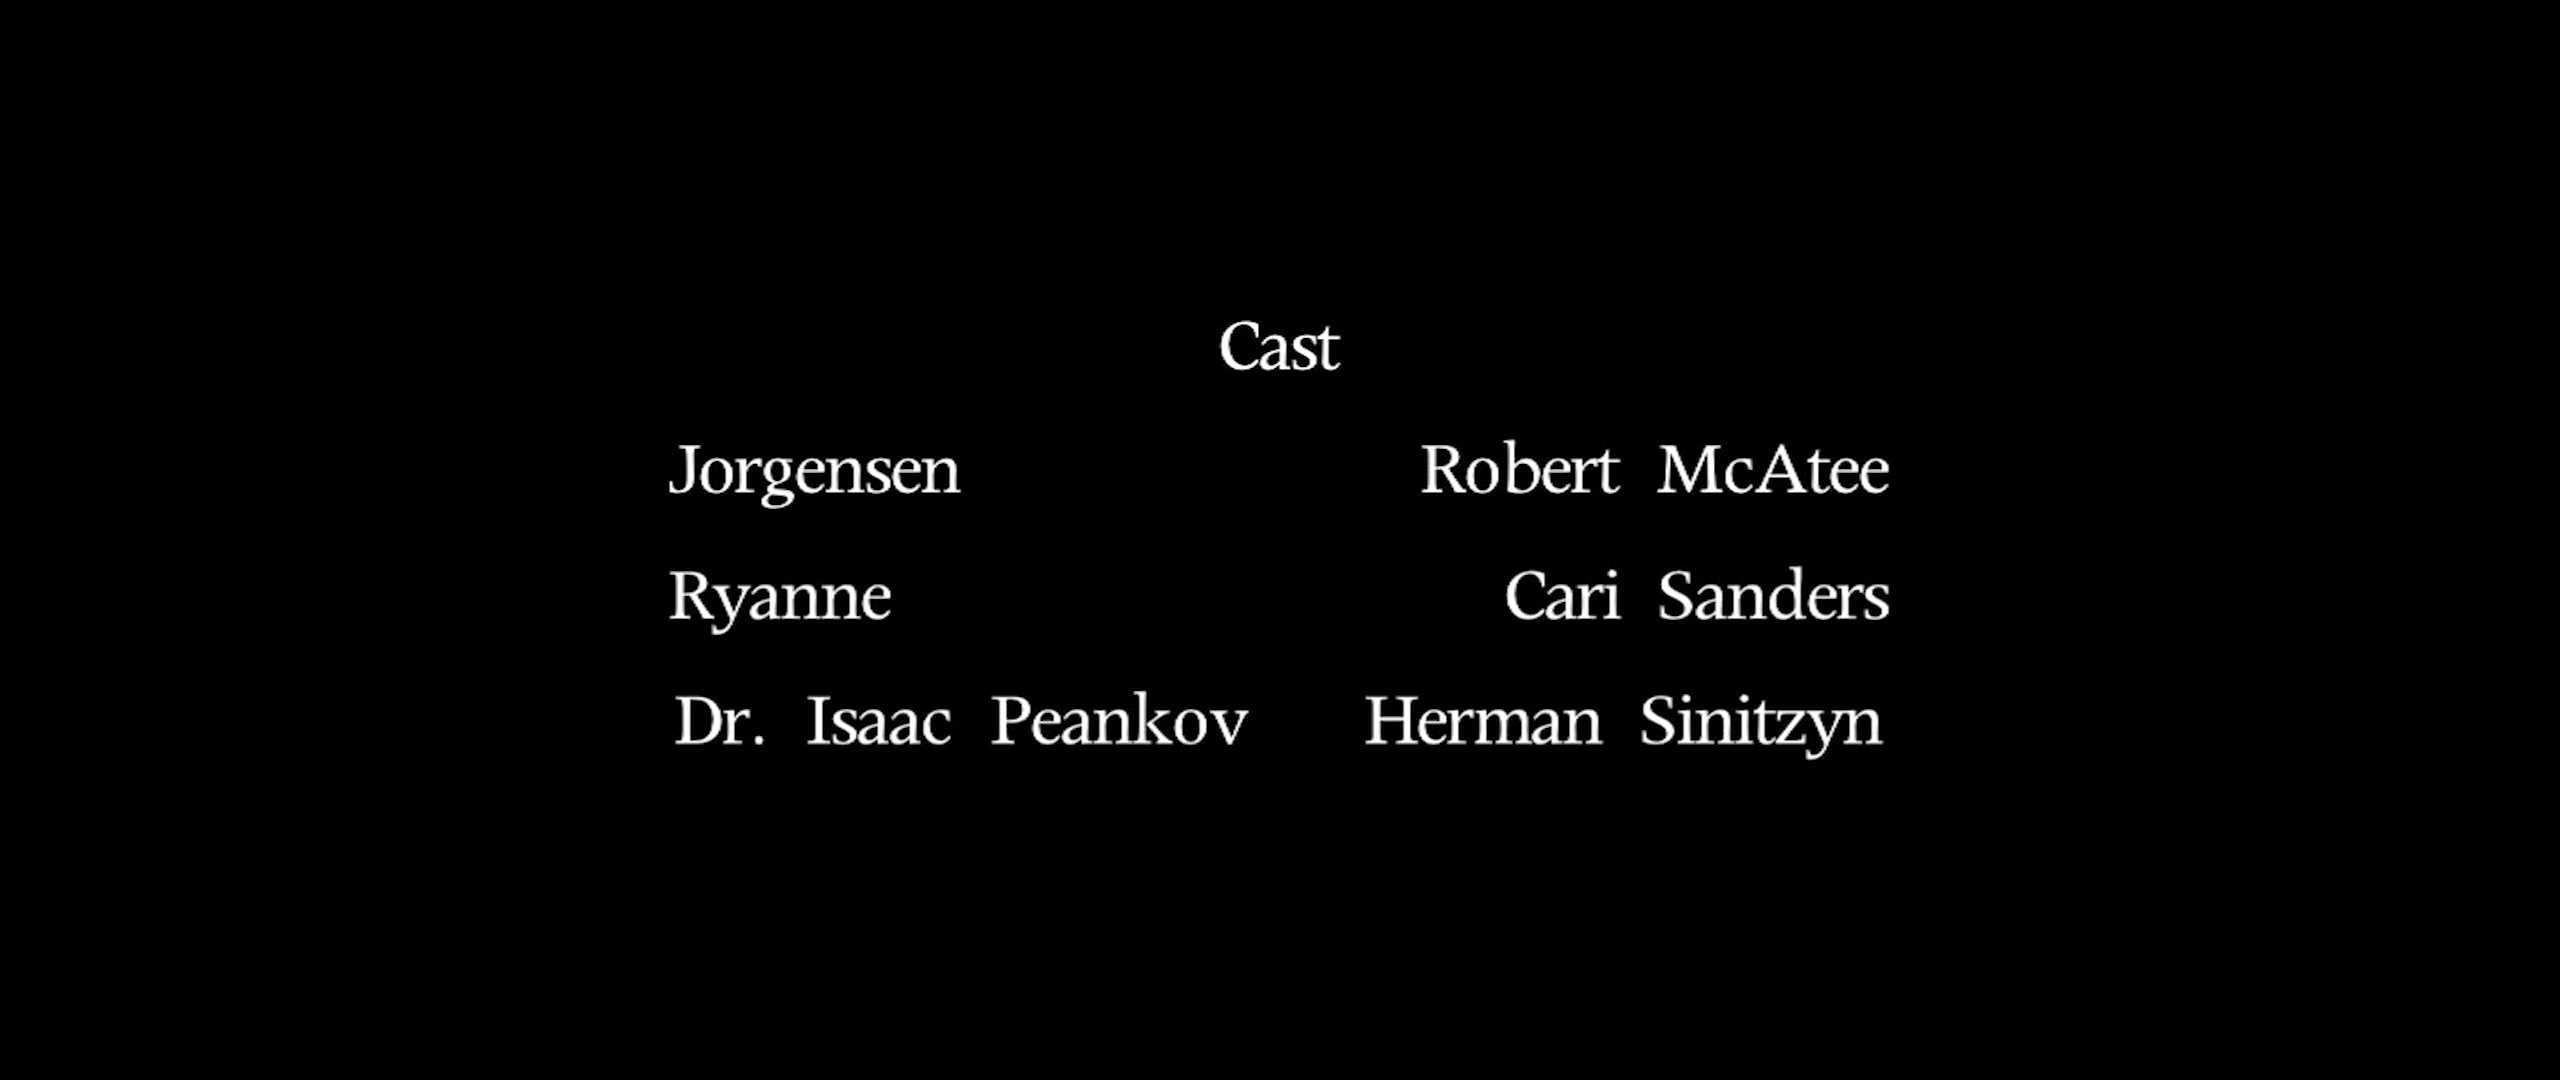 Cast
Jorgensen Robert McAtee
Ryanne Cari Sanders
Dr. Isaac Peankov Herman Sinitzyn